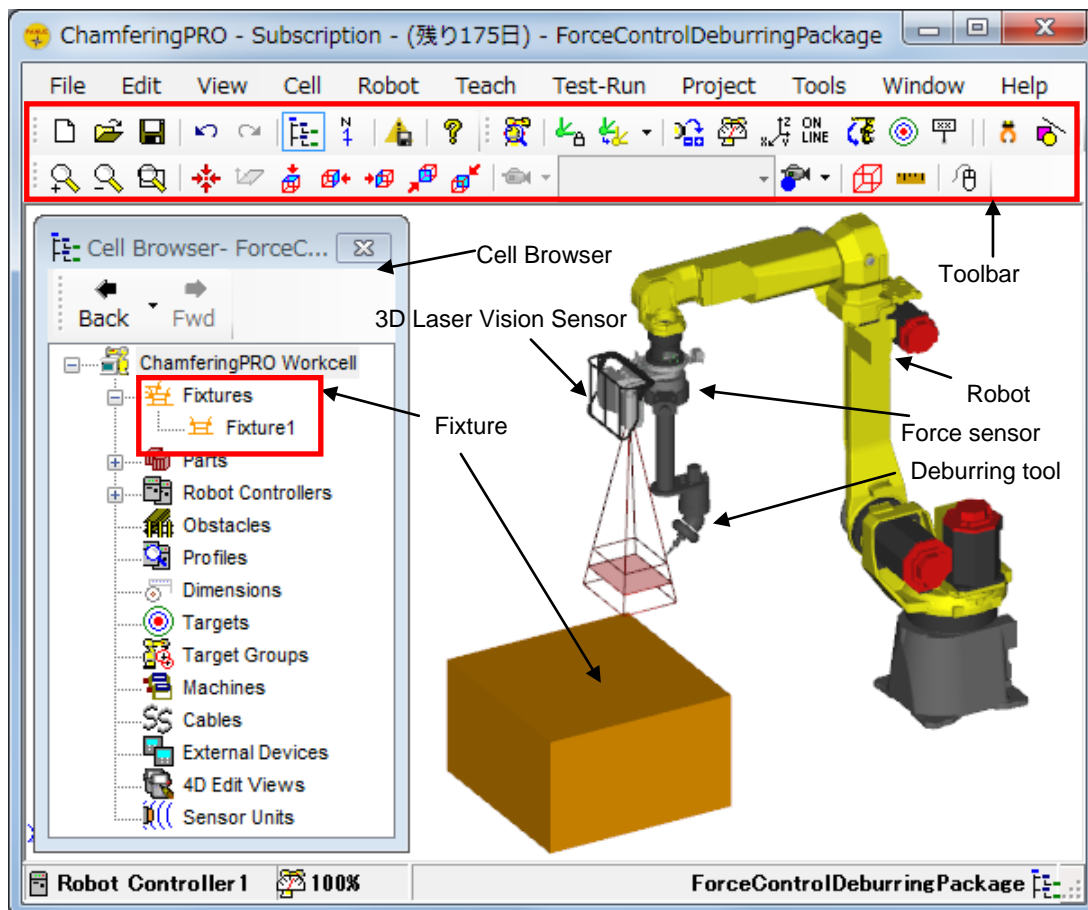 ChamferingPRO - Subscription - (残り175日) - ForceControlDeburringPackage
File Edit View Cell Robot Teach Test-Run Project Tools Window Help
ON
LINE
Cell Browser- ForceC...
Back Fwd
ChamferingPRO Workcell
Fixtures
Fixture1
Parts
Robot Controllers
Obstacles
Profiles
Dimensions
Targets
Target Groups
Machines
Cables
External Devices
4D Edit Views
Sensor Units
Cell Browser
Toolbar
3D Laser Vision Sensor
Robot
Fixture
Force sensor
Deburring tool
Robot Controller1 100% ForceControlDeburringPackage